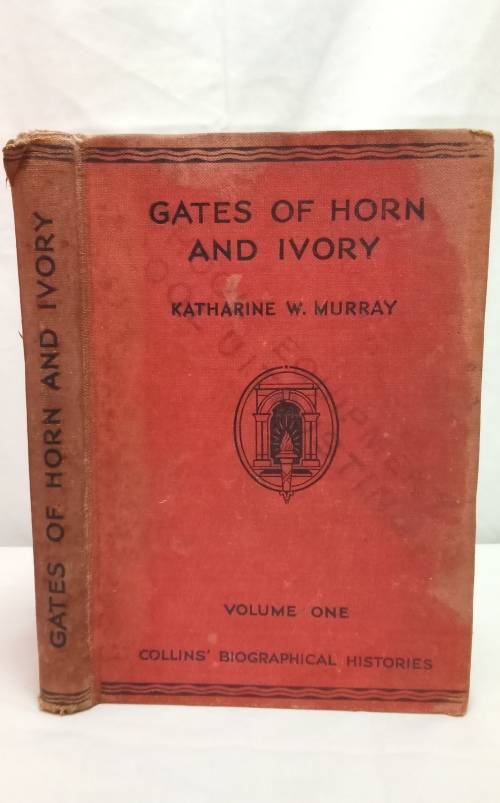 GATES OF HORN AND IVORY
GATES OF HORN
AND IVORY
KATHARINE W. MURRAY
VOLUME ONE
COLLINS' BIOGRAPHICAL HISTORIES